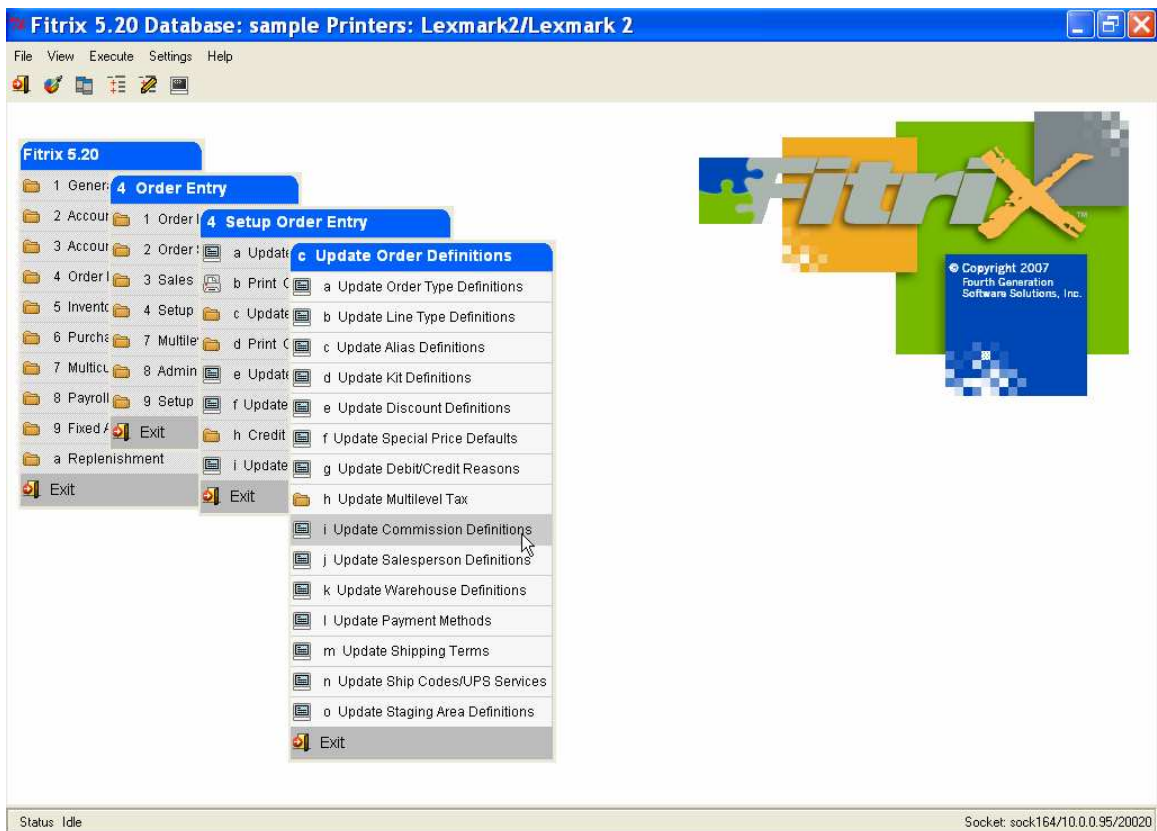 Fitrix 5.20 Database: sample Printers: Lexmark2/Lexmark 2
File View Execute Settings Help
Fitrix 5.20
1 Gener
2 Accour
3 Accour
4 Order
5 Invento
6 Purcha
7 Multicu
8 Payroll
9 Fixed
a Replenishment
Exit
4 Order Entry
1 Order
2 Order
3 Sales
4 Setup
7 Multile
8 Admin
9 Setup
Exit
4 Setup Order Entry
a Update
b Print
c Update
d Print
e Update
f Update
h Credit
i Update
Exit
c Update Order Definitions
a Update Order Type Definitions
b Update Line Type Definitions
c Update Alias Definitions
d Update Kit Definitions
e Update Discount Definitions
f Update Special Price Defaults
g Update Debit/Credit Reasons
h Update Multilevel Tax
i Update Commission Definitions
j Update Salesperson Definitions
k Update Warehouse Definitions
l Update Payment Methods
m Update Shipping Terms
n Update Ship Codes/UPS Services
o Update Staging Area Definitions
Exit
Fitrix
TM
© Copyright 2007
Fourth Generation
Software Solutions, Inc.
Status Idle
Socket: sock164/10.0.0.95/20020